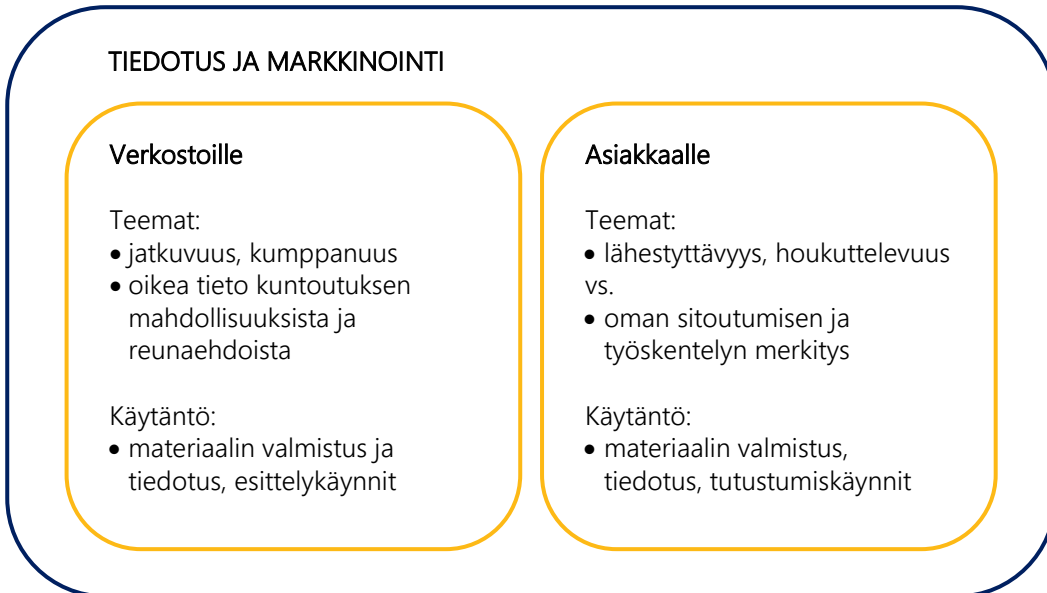 TIEDOTUS JA MARKKINOINTI
Verkostoille
Teemat:
• jatkuvuus, kumppanuus
• oikea tieto kuntoutuksen
mahdollisuuksista ja
reunaehdoista
Käytäntö:
• materiaalin valmistus ja
tiedotus, esittelykäynnit
Asiakkaalle
Teemat:
• lähestyttävyys, houkuttelevuus
vs.
• oman sitoutumisen ja
työskentelyn merkitys
Käytäntö:
• materiaalin valmistus,
tiedotus, tutustumiskäynnit